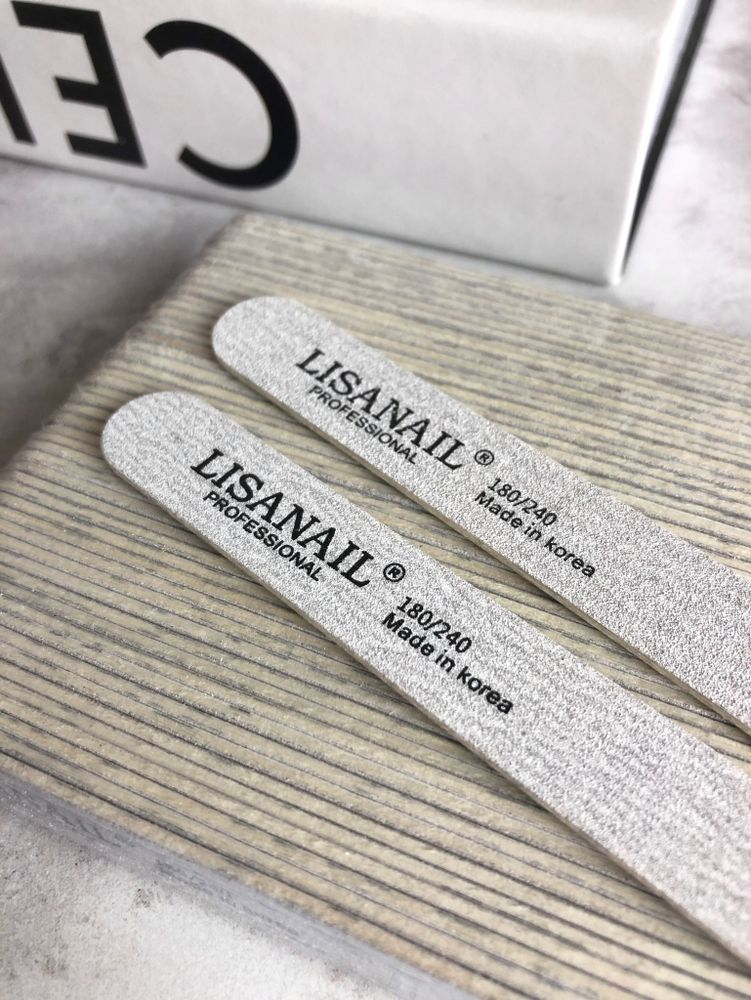 CE
LISANAIL®
PROFESSIONAL
180/240
Made in korea
LISANAIL®
PROFESSIONAL
180/240
Made in korea